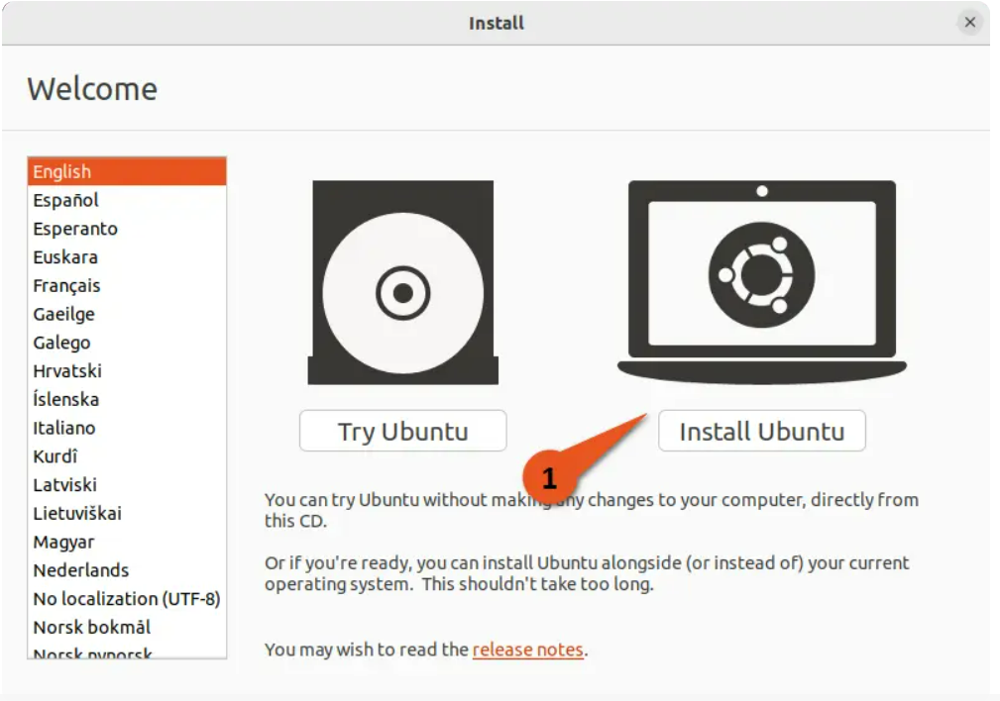 Install
Welcome
English
Español
Esperanto
Euskara
Français
Gaeilge
Galego
Hrvatski
Íslenska
Italiano
Kurdî
Latviski
Lietuviškai
Magyar
Nederlands
No localization (UTF-8)
Norsk bokmål
Norsk nynorsk
Try Ubuntu
Install Ubuntu
1
You can try Ubuntu without making any changes to your computer, directly from
this CD.
Or if you're ready, you can install Ubuntu alongside (or instead of) your current
operating system. This shouldn't take too long.
You may wish to read the release notes.